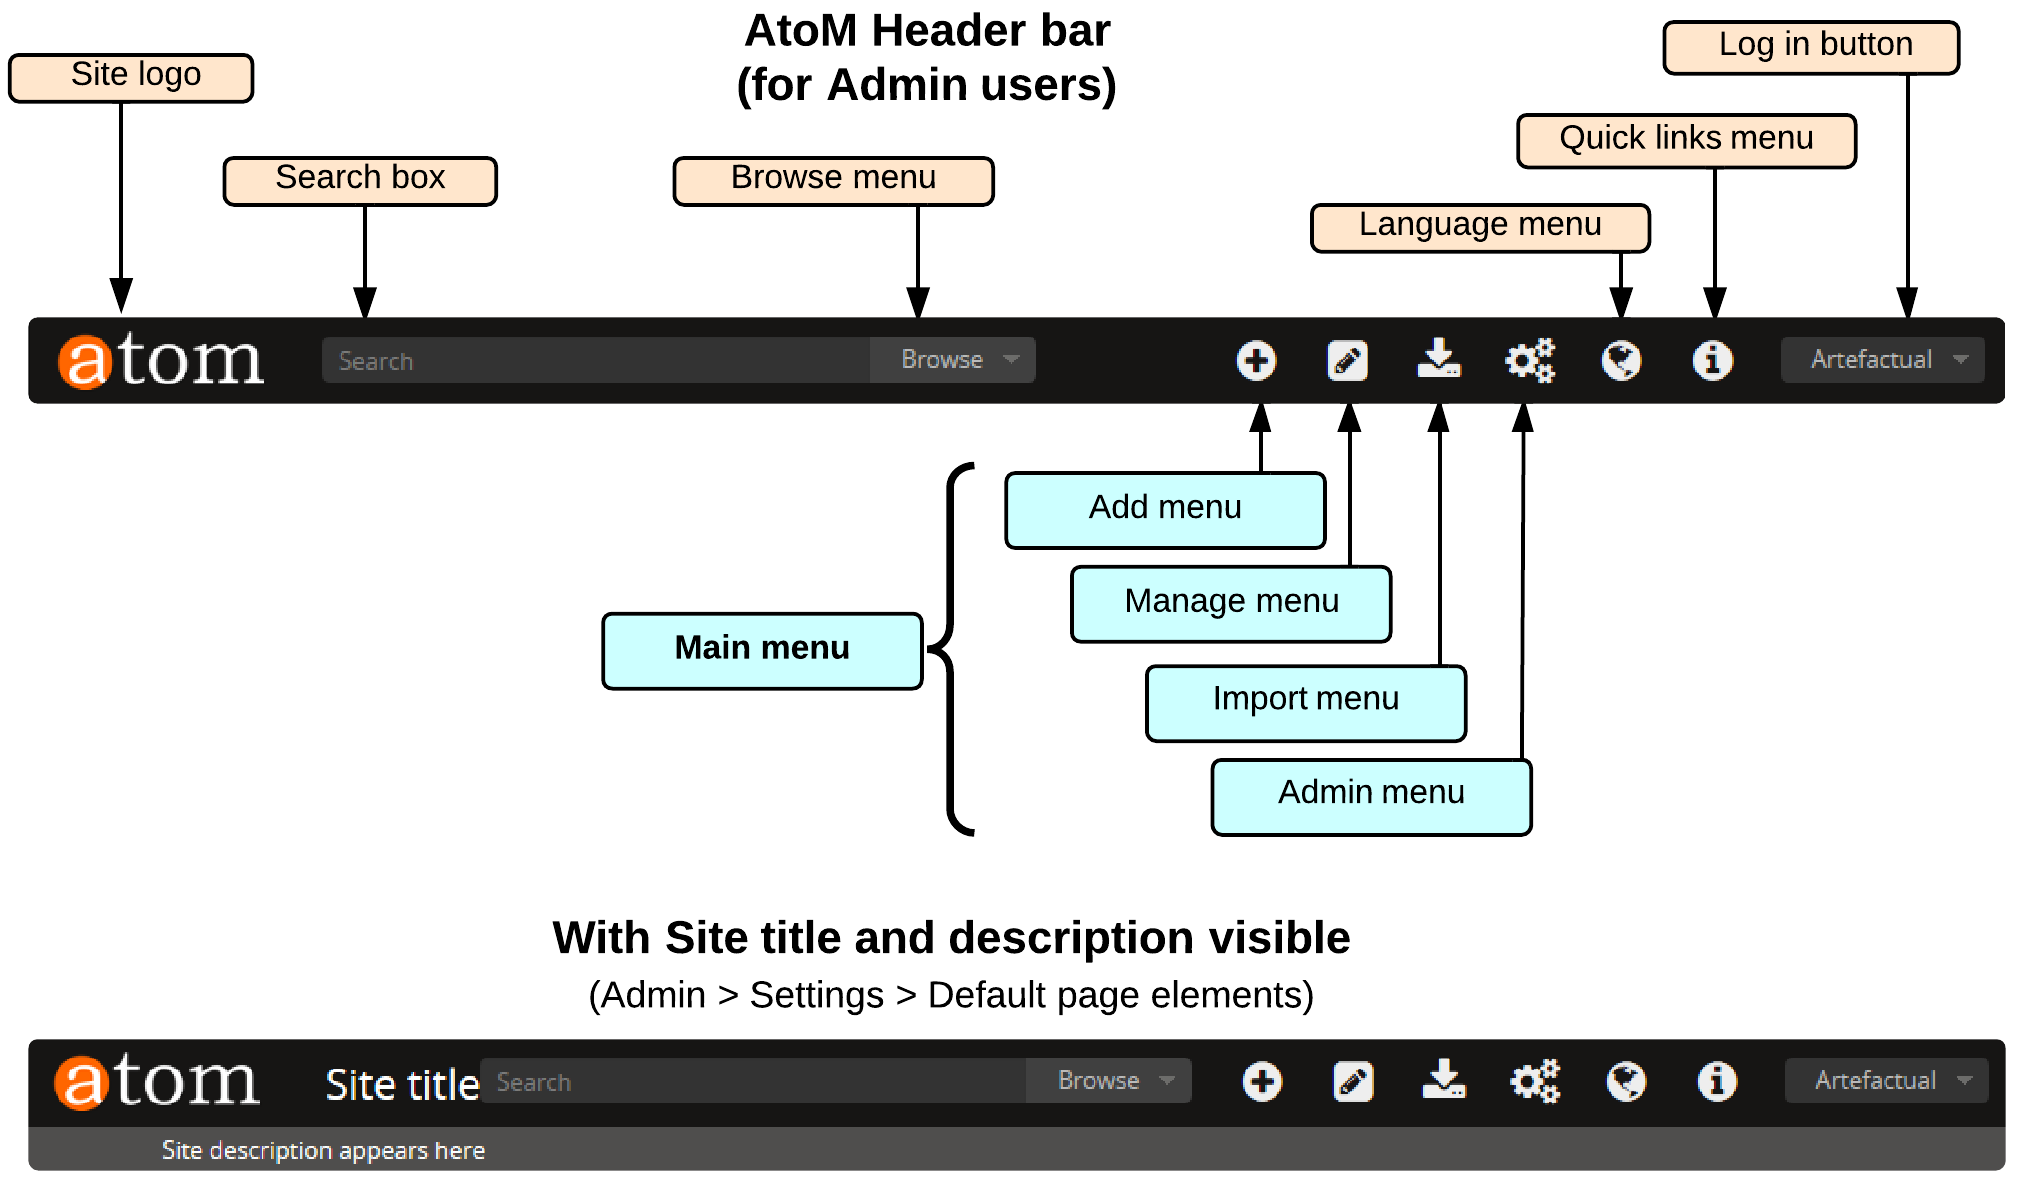 AtoM Header bar
(for Admin users)
Site logo
Search box
Browse menu
Log in button
Quick links menu
Language menu
atom
Search
Browse
Artefactual
Add menu
Manage menu
Main menu
Import menu
Admin menu
With Site title and description visible
(Admin > Settings > Default page elements)
atom
Site title
Search
Browse
Artefactual
Site description appears here